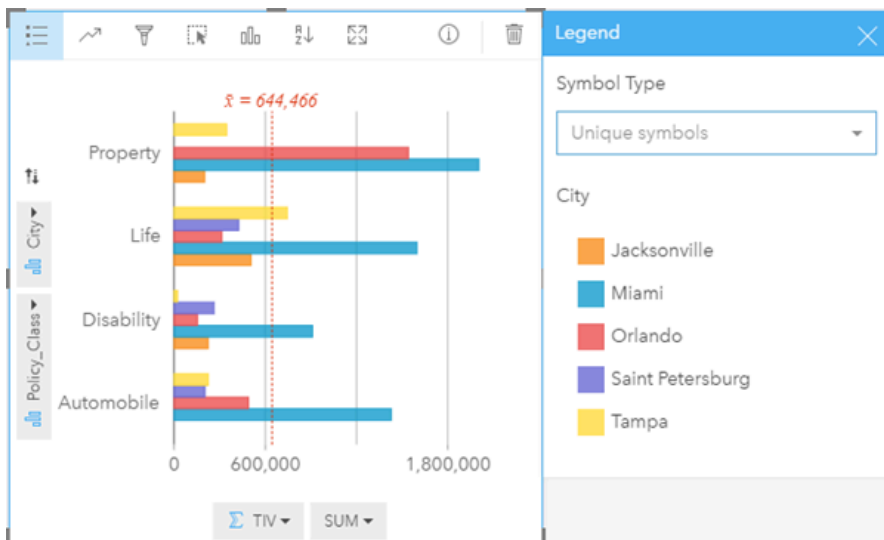 Legend
Symbol Type
Unique symbols
City
Jacksonville
Miami
Orlando
Saint Petersburg
Tampa
x̄ = 644,466
Property
Life
Disability
Automobile
City
Policy_Class
0 600,000 1,800,000
Σ TIV SUM